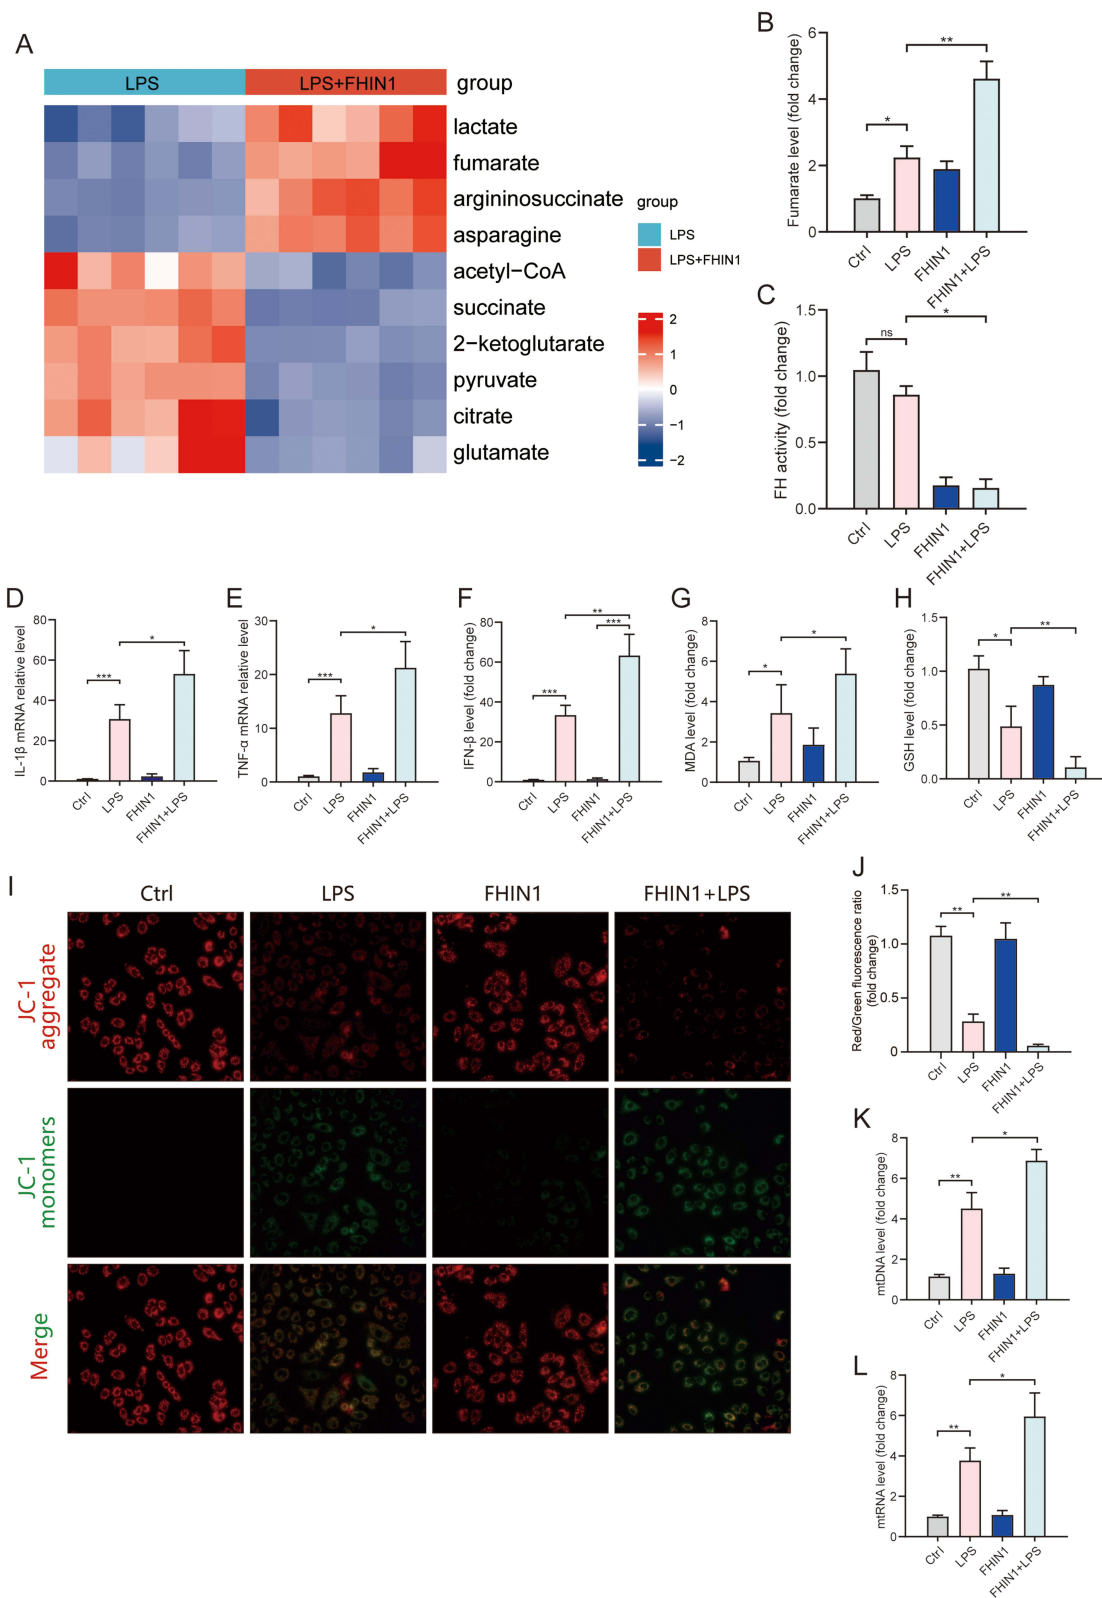 A
LPS
LPS+FHIN1
group
lactate
fumarate
argininosuccinate
asparagine
acetyl−CoA
succinate
2−ketoglutarate
pyruvate
citrate
glutamate
group
LPS
LPS+FHIN1
2
1
0
−1
−2
B
Fumarate level (fold change)
6
4
2
0
*
**
Ctrl
LPS
FHIN1
FHIN1+LPS
C
FH activity (fold change)
1.5
1.0
0.5
0.0
ns
*
Ctrl
LPS
FHIN1
FHIN1+LPS
D
IL-1β mRNA relative level
80
60
40
20
0
***
*
Ctrl
LPS
FHIN1
FHIN1+LPS
E
TNF-α mRNA relative level
30
20
10
0
***
*
Ctrl
LPS
FHIN1
FHIN1+LPS
F
IFN-β level (fold change)
80
60
40
20
0
***
**
***
Ctrl
LPS
FHIN1
FHIN1+LPS
G
MDA level (fold change)
8
6
4
2
0
*
*
Ctrl
LPS
FHIN1
FHIN1+LPS
H
GSH level (fold change)
1.5
1.0
0.5
0.0
*
**
Ctrl
LPS
FHIN1
FHIN1+LPS
I
Ctrl
LPS
FHIN1
FHIN1+LPS
JC-1
aggregate
JC-1
monomers
Merge
J
Red/Green fluorescence ratio
(fold change)
1.5
1.0
0.5
0
**
**
Ctrl
LPS
FHIN1
FHIN1+LPS
K
mtDNA level (fold change)
8
6
4
2
0
**
*
Ctrl
LPS
FHIN1
FHIN1+LPS
L
mtRNA level (fold change)
8
6
4
2
0
**
*
Ctrl
LPS
FHIN1
FHIN1+LPS